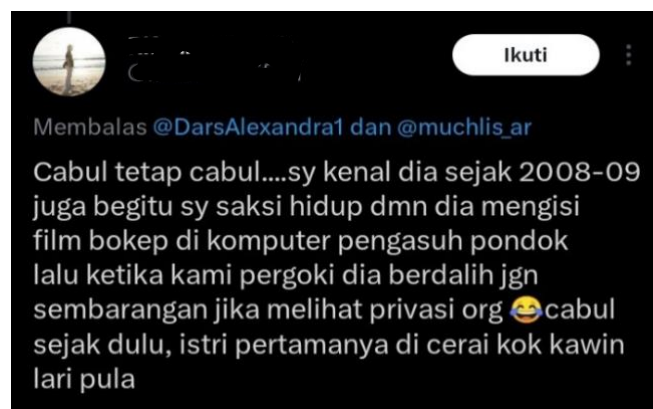 Ikuti
Membalas @DarsAlexandra1 dan @muchlis_ar
Cabul tetap cabul....sy kenal dia sejak 2008-09
juga begitu sy saksi hidup dmn dia mengisi
film bokep di komputer pengasuh pondok
lalu ketika kami pergoki dia berdalih jgn
sembarangan jika melihat privasi org 😂cabul
sejak dulu, istri pertamanya di cerai kok kawin
lari pula